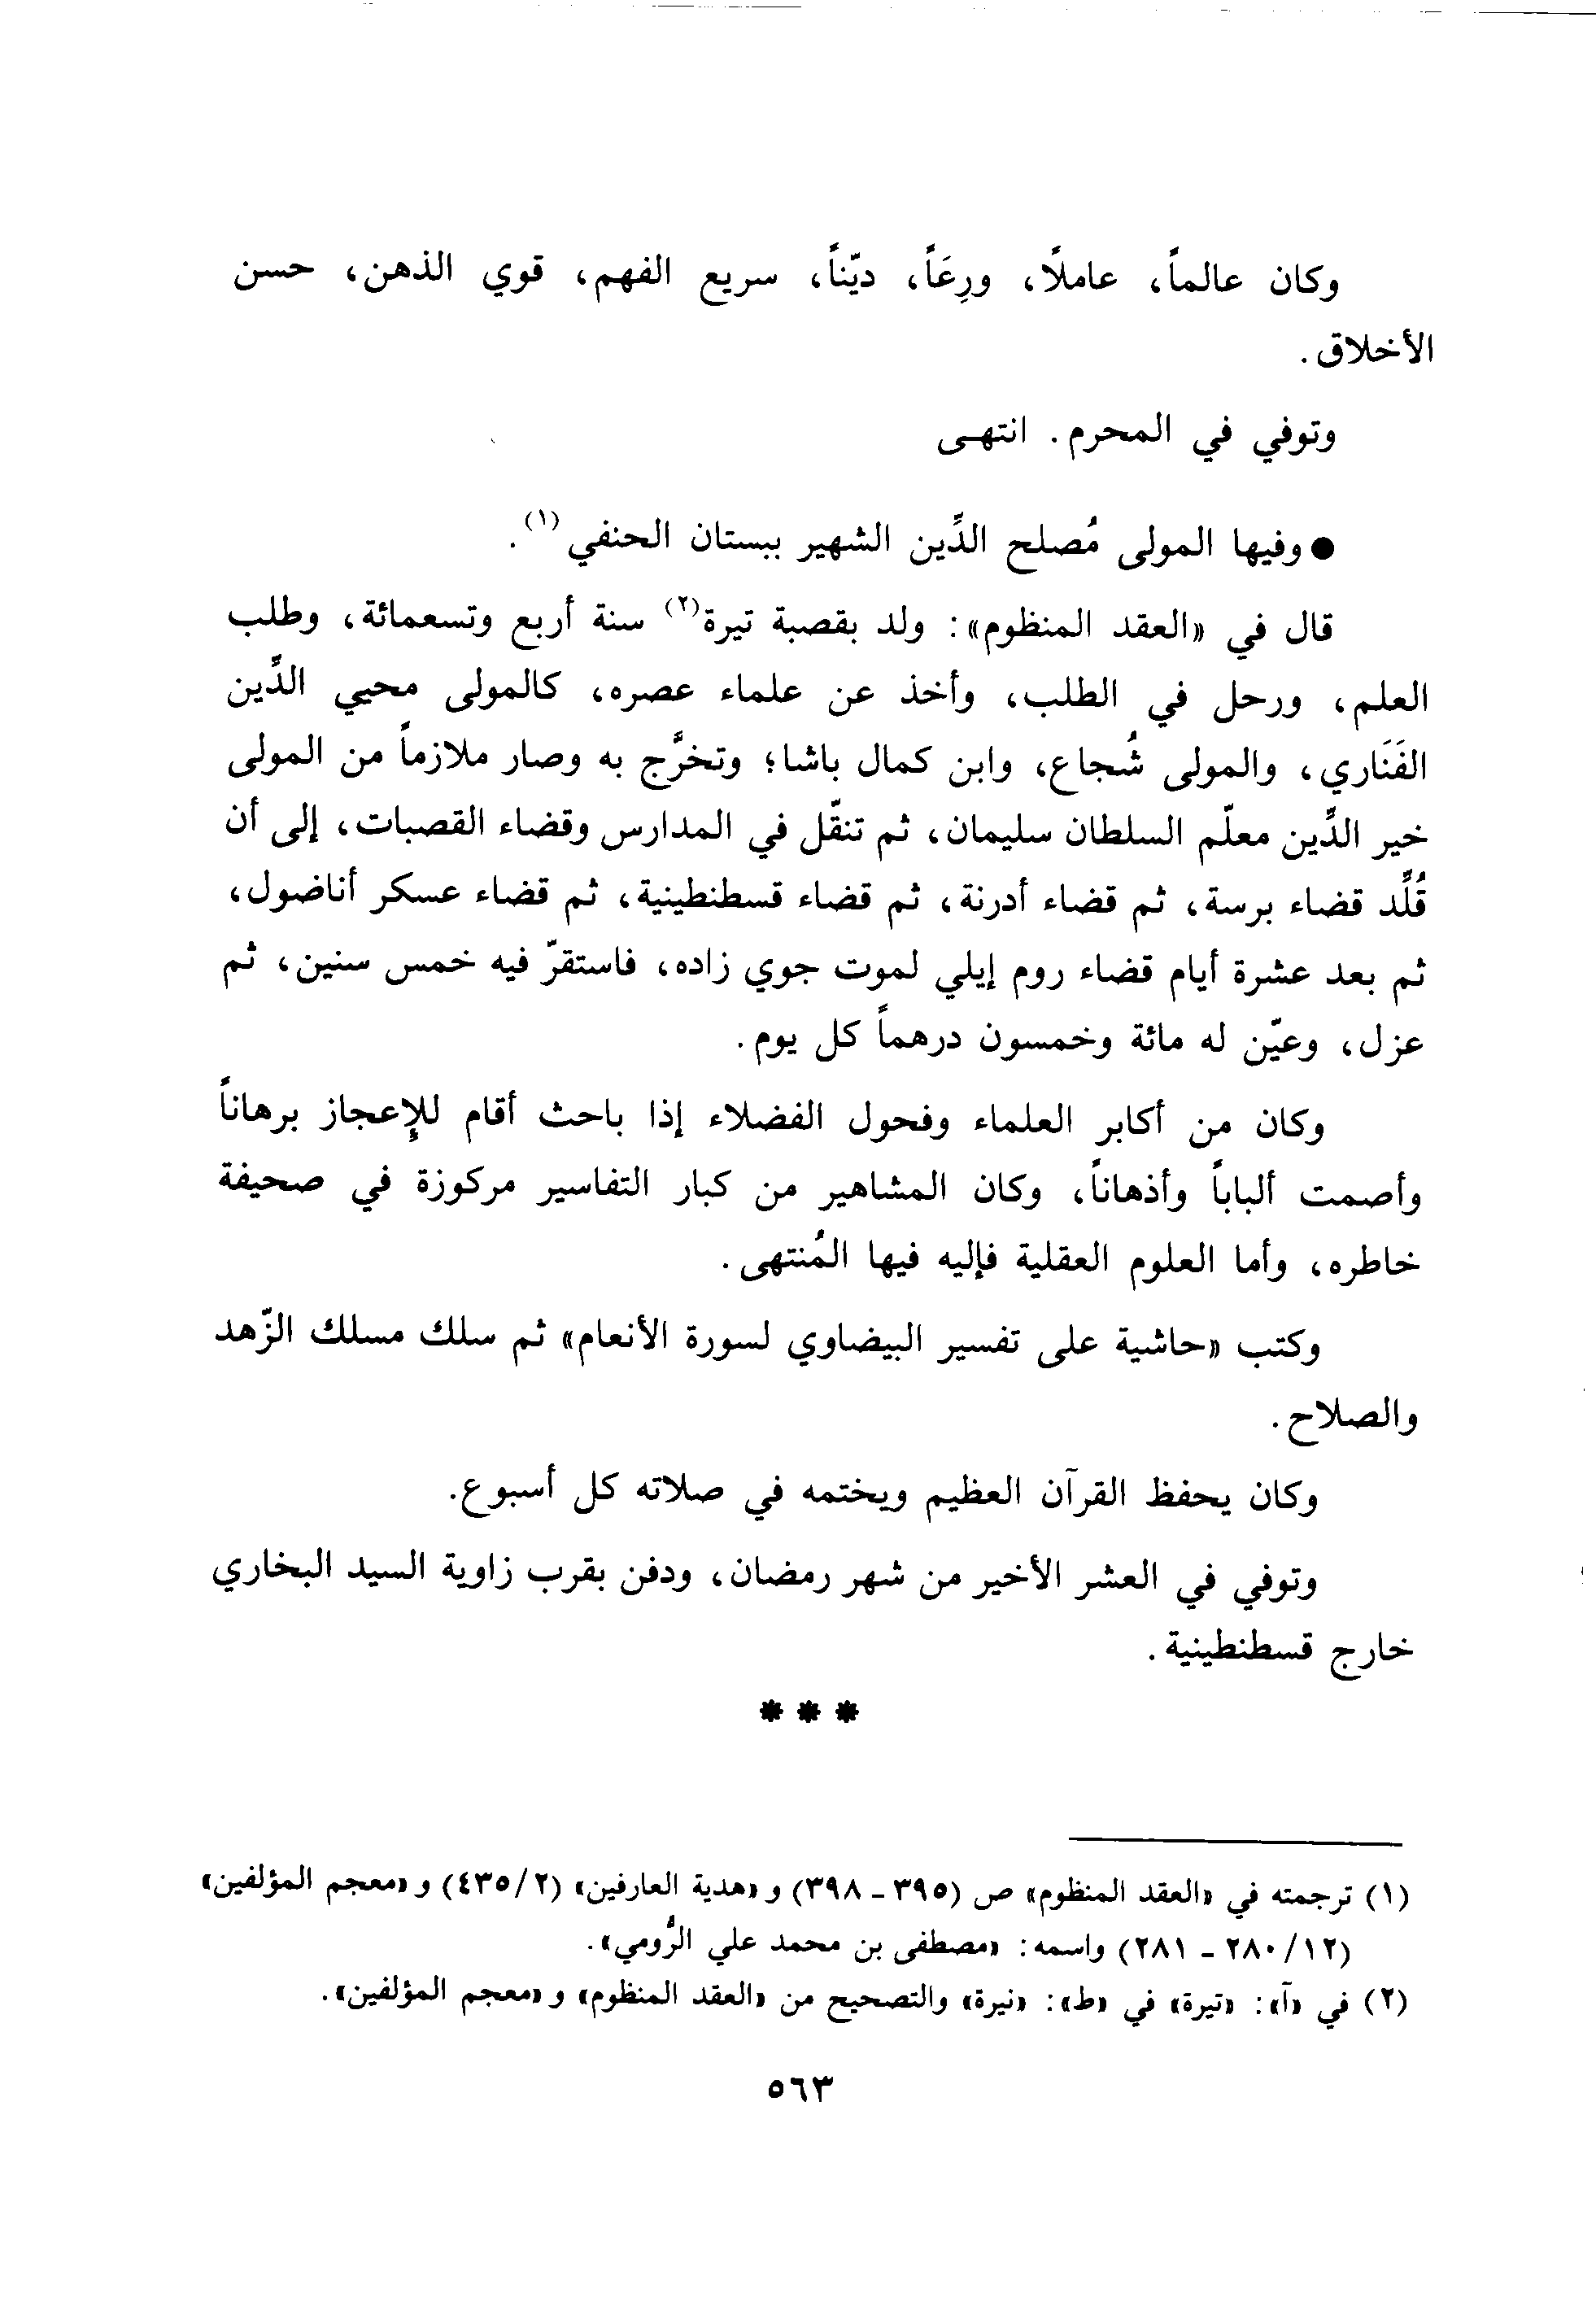 وكان عالماً، عاملاً، ورِعَاً، ديّناً، سريع الفهم، قوي الذهن، حسن
الأخلاق.
وتوفي في المحرم. انتهى
● وفيها المولى مُصلح الدِّين الشهير ببستان الحنفي(١).
قال في «العقد المنظوم»: ولد بقصبة تيرة(٢) سنة أربع وتسعمائة، وطلب
العلم، ورحل في الطلب، وأخذ عن علماء عصره، كالمولى محيي الدِّين
الفَنَاري، والمولى شُجاع، وابن كمال باشا؛ وتخرَّج به وصار ملازماً من المولى
خير الدِّين معلّم السلطان سليمان، ثم تنقّل في المدارس وقضاء القصبات، إلى أن
قُلِّد قضاء برسة، ثم قضاء أدرنة، ثم قضاء قسطنطينية، ثم قضاء عسكر أناضول،
ثم بعد عشرة أيام قضاء روم إيلي لموت جوي زاده، فاستقرّ فيه خمس سنين، ثم
عزل، وعيّن له مائة وخمسون درهماً كل يوم.
وكان من أكابر العلماء وفحول الفضلاء إذا باحث أقام للإِعجاز برهاناً
وأصمت ألباباً وأذهاناً، وكان المشاهير من كبار التفاسير مركوزة في صحيفة
خاطره، وأما العلوم العقلية فإليه فيها المُنتهى.
وكتب «حاشية على تفسير البيضاوي لسورة الأنعام» ثم سلك مسلك الزّهد
والصلاح.
وكان يحفظ القرآن العظيم ويختمه في صلاته كل أسبوع.
وتوفي في العشر الأخير من شهر رمضان، ودفن بقرب زاوية السيد البخاري
خارج قسطنطينية.
* * *
(١) ترجمته في «العقد المنظوم» ص (٣٩٥ - ٣٩٨) و «هدية العارفين» (٢/ ٤٣٥) و «معجم المؤلفين»
(١٢/ ٢٨٠ - ٢٨١) واسمه: «مصطفى بن محمد علي الرُّومي».
(٢) في «آ»: «تيرة» في «ط»: «نيرة» والتصحيح من «العقد المنظوم» و «معجم المؤلفين».
٥٦٣